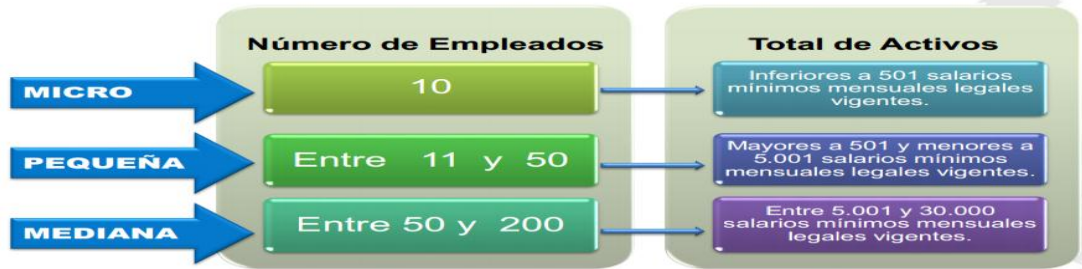 Número de Empleados
Total de Activos
MICRO
10
Inferiores a 501 salarios
mínimos mensuales legales
vigentes.
PEQUEÑA
Entre 11 y 50
Mayores a 501 y menores a
5.001 salarios mínimos
mensuales legales vigentes.
MEDIANA
Entre 50 y 200
Entre 5.001 y 30.000
salarios mínimos mensuales
legales vigentes.